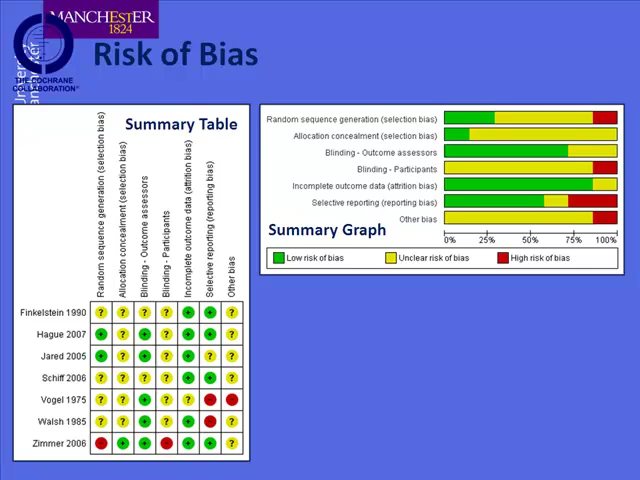 MANCHESTER
1824
THE COCHRANE
COLLABORATION®
Risk of Bias
Summary Table
Random sequence generation (selection bias)
Allocation concealment (selection bias)
Blinding - Outcome assessors
Blinding - Participants
Incomplete outcome data (attrition bias)
Selective reporting (reporting bias)
Other bias
Finkelstein 1990 ? ? ? ? + + ?
Hague 2007 + ? + ? + + ?
Jared 2005 + ? + ? + ? ?
Schiff 2006 ? ? ? ? + + ?
Vogel 1975 ? ? + ? ? - -
Walsh 1985 ? ? + ? + - ?
Zimmer 2006 - + + - + + ?
Random sequence generation (selection bias)
Allocation concealment (selection bias)
Blinding - Outcome assessors
Blinding - Participants
Incomplete outcome data (attrition bias)
Selective reporting (reporting bias)
Other bias
Summary Graph
0% 25% 50% 75% 100%
Low risk of bias Unclear risk of bias High risk of bias